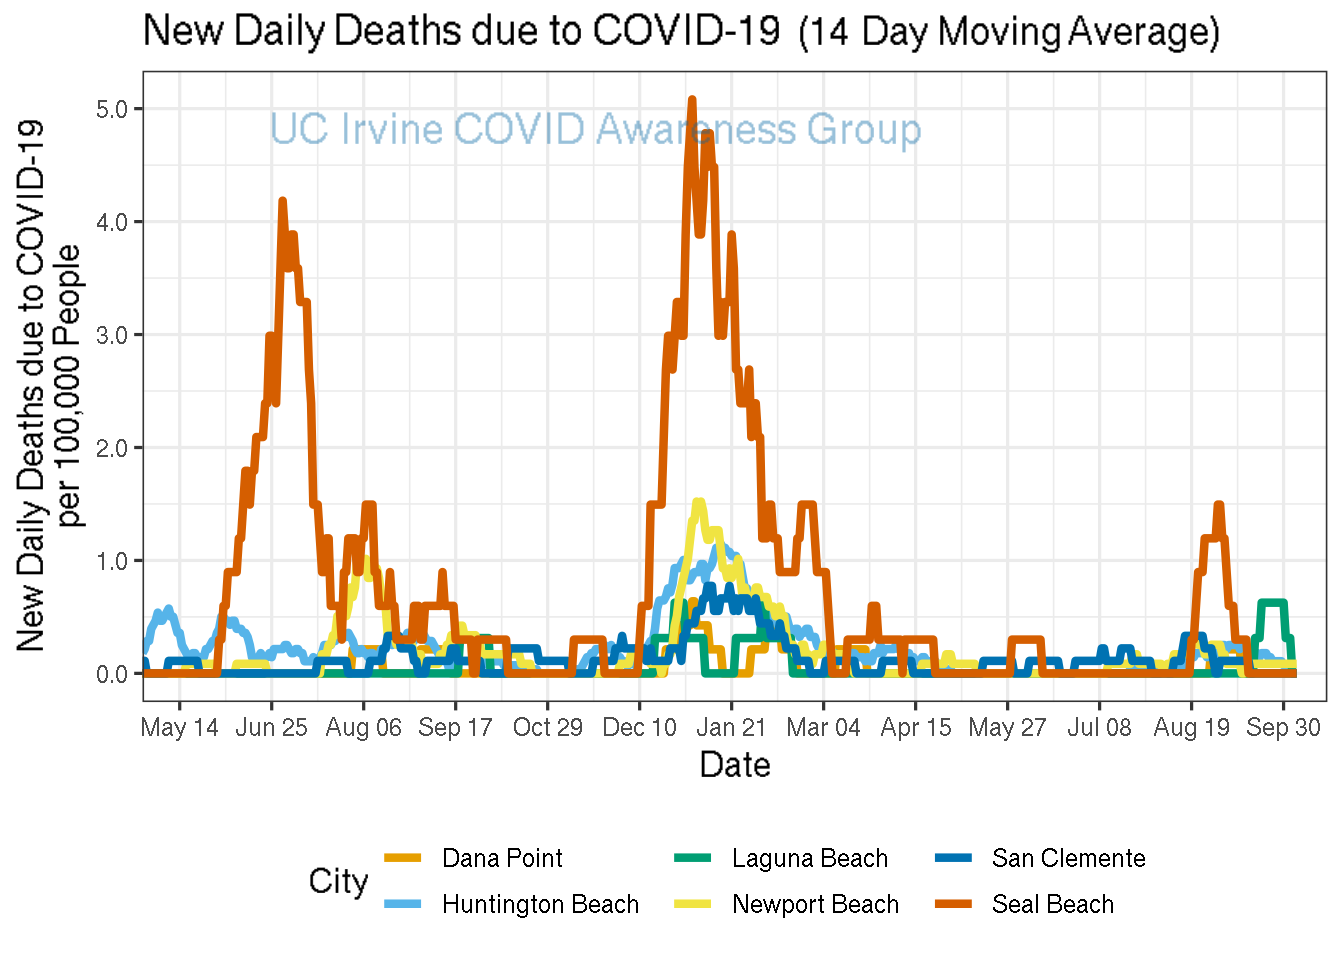 New Daily Deaths due to COVID-19 (14 Day Moving Average)
UC Irvine COVID Awareness Group
New Daily Deaths due to COVID-19
per 100,000 People
5.0
4.0
3.0
2.0
1.0
0.0
May 14 Jun 25 Aug 06 Sep 17 Oct 29 Dec 10 Jan 21 Mar 04 Apr 15 May 27 Jul 08 Aug 19 Sep 30
Date
City
Dana Point Laguna Beach San Clemente
Huntington Beach Newport Beach Seal Beach